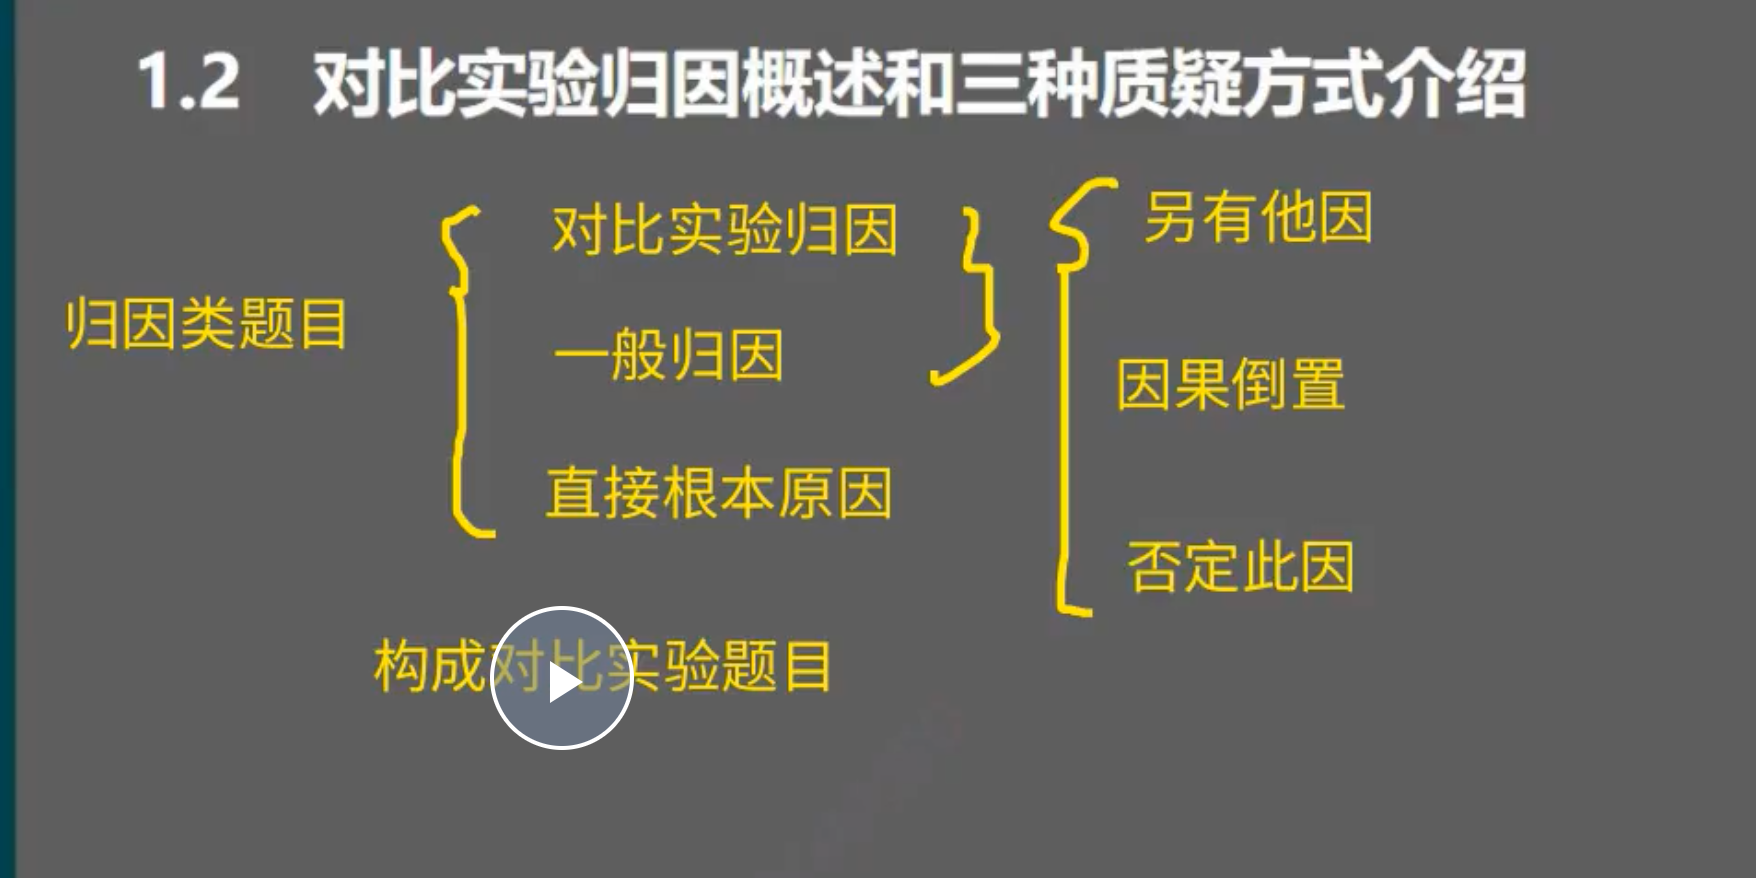 1.2 对比实验归因概述和三种质疑方式介绍
归因类题目
对比实验归因
一般归因
直接根本原因
另有他因
因果倒置
否定此因
构成对比实验题目